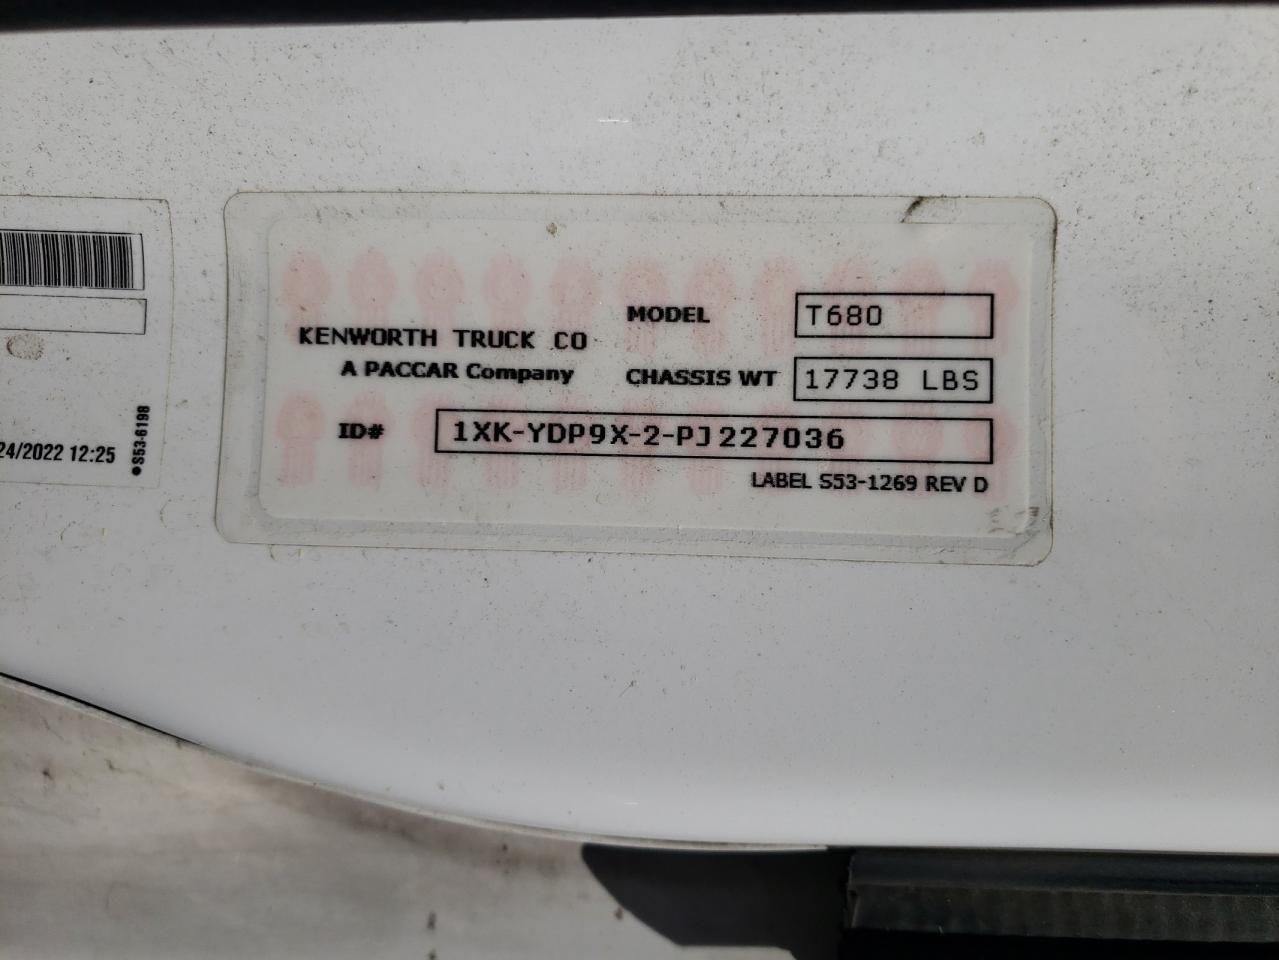 KENWORTH TRUCK CO
A PACCAR Company
MODEL T680
CHASSIS WT 17738 LBS
ID# 1XK-YDP9X-2-PJ227036
LABEL S53-1269 REV D
24/2022 12:25
S53-6198